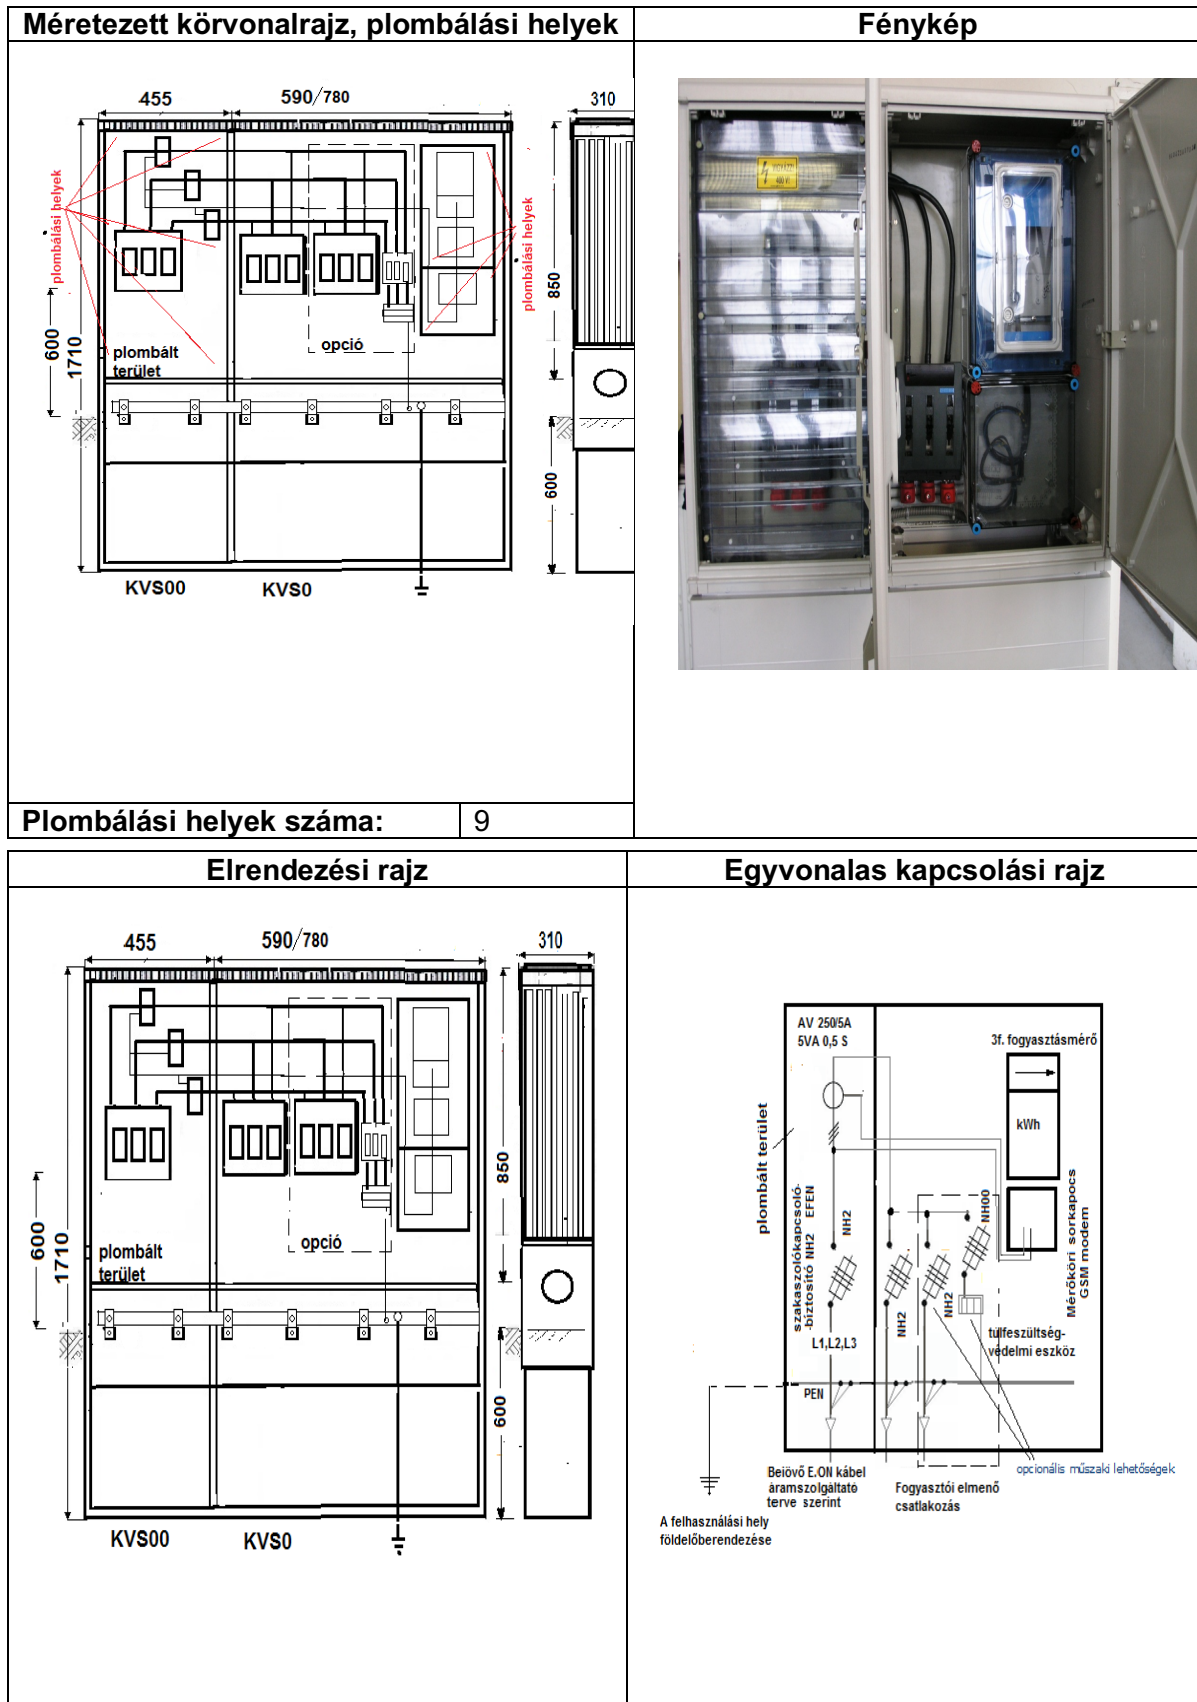 Méretezett körvonalrajz, plombálási helyek
Fénykép
455
590/780
310
plombálási helyek
plombálási helyek
opció
850
600
1710
plombált
terület
600
KVS00
KVS0
Plombálási helyek száma:
9
Elrendezési rajz
Egyvonalas kapcsolási rajz
455
590/780
310
opció
850
600
1710
plombált
terület
600
KVS00
KVS0
AV 250/5A
5VA 0,5 S
3f. fogyasztásmérő
kWh
plombált terület
szakaszolókapcsoló-
-biztosító NH2 EFEN
NH2
NH2
NH2
NH00
Mérőköri sorkapocs
GSM modem
túlfeszültség-
védelmi eszköz
L1,L2,L3
PEN
Bejövő E.ON kábel
áramszolgáltató
terve szerint
Fogyasztói elmenő
csatlakozás
opcionális műszaki lehetőségek
A felhasználási hely
földelőberendezése